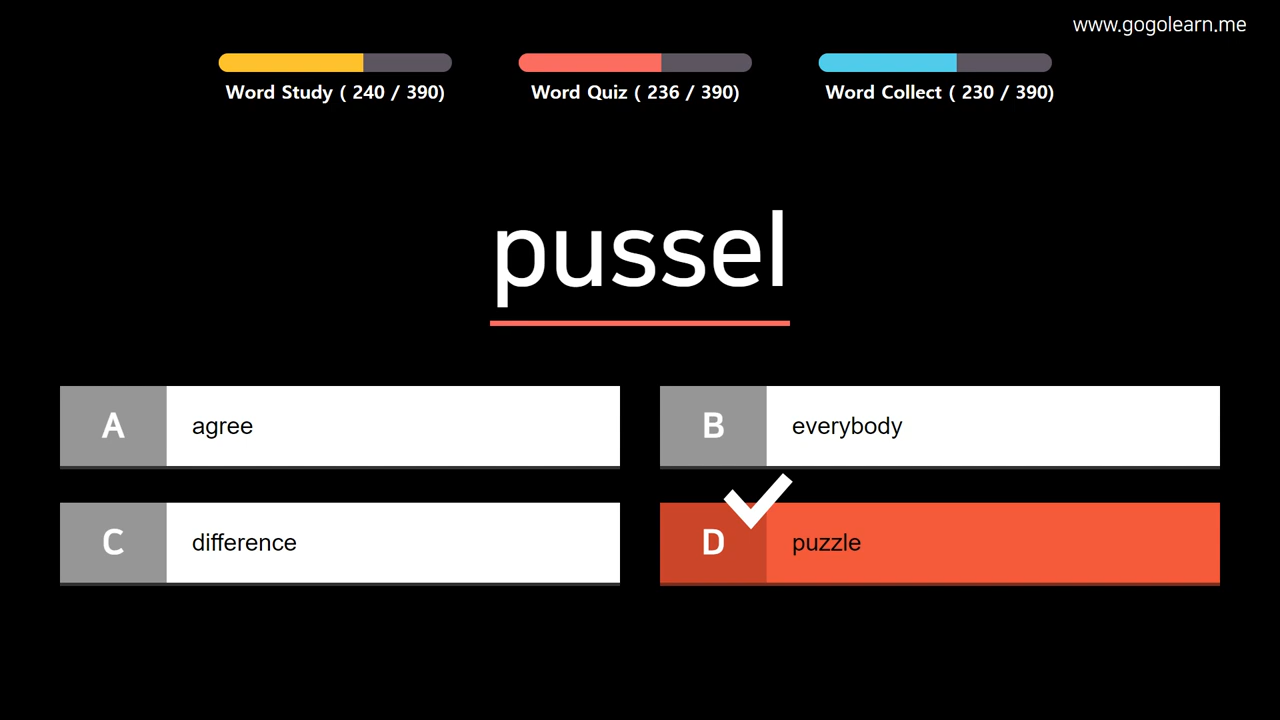 www.gogolearn.me
Word Study ( 240 / 390)
Word Quiz ( 236 / 390)
Word Collect ( 230 / 390)
pussel
A agree
B everybody
C difference
D puzzle